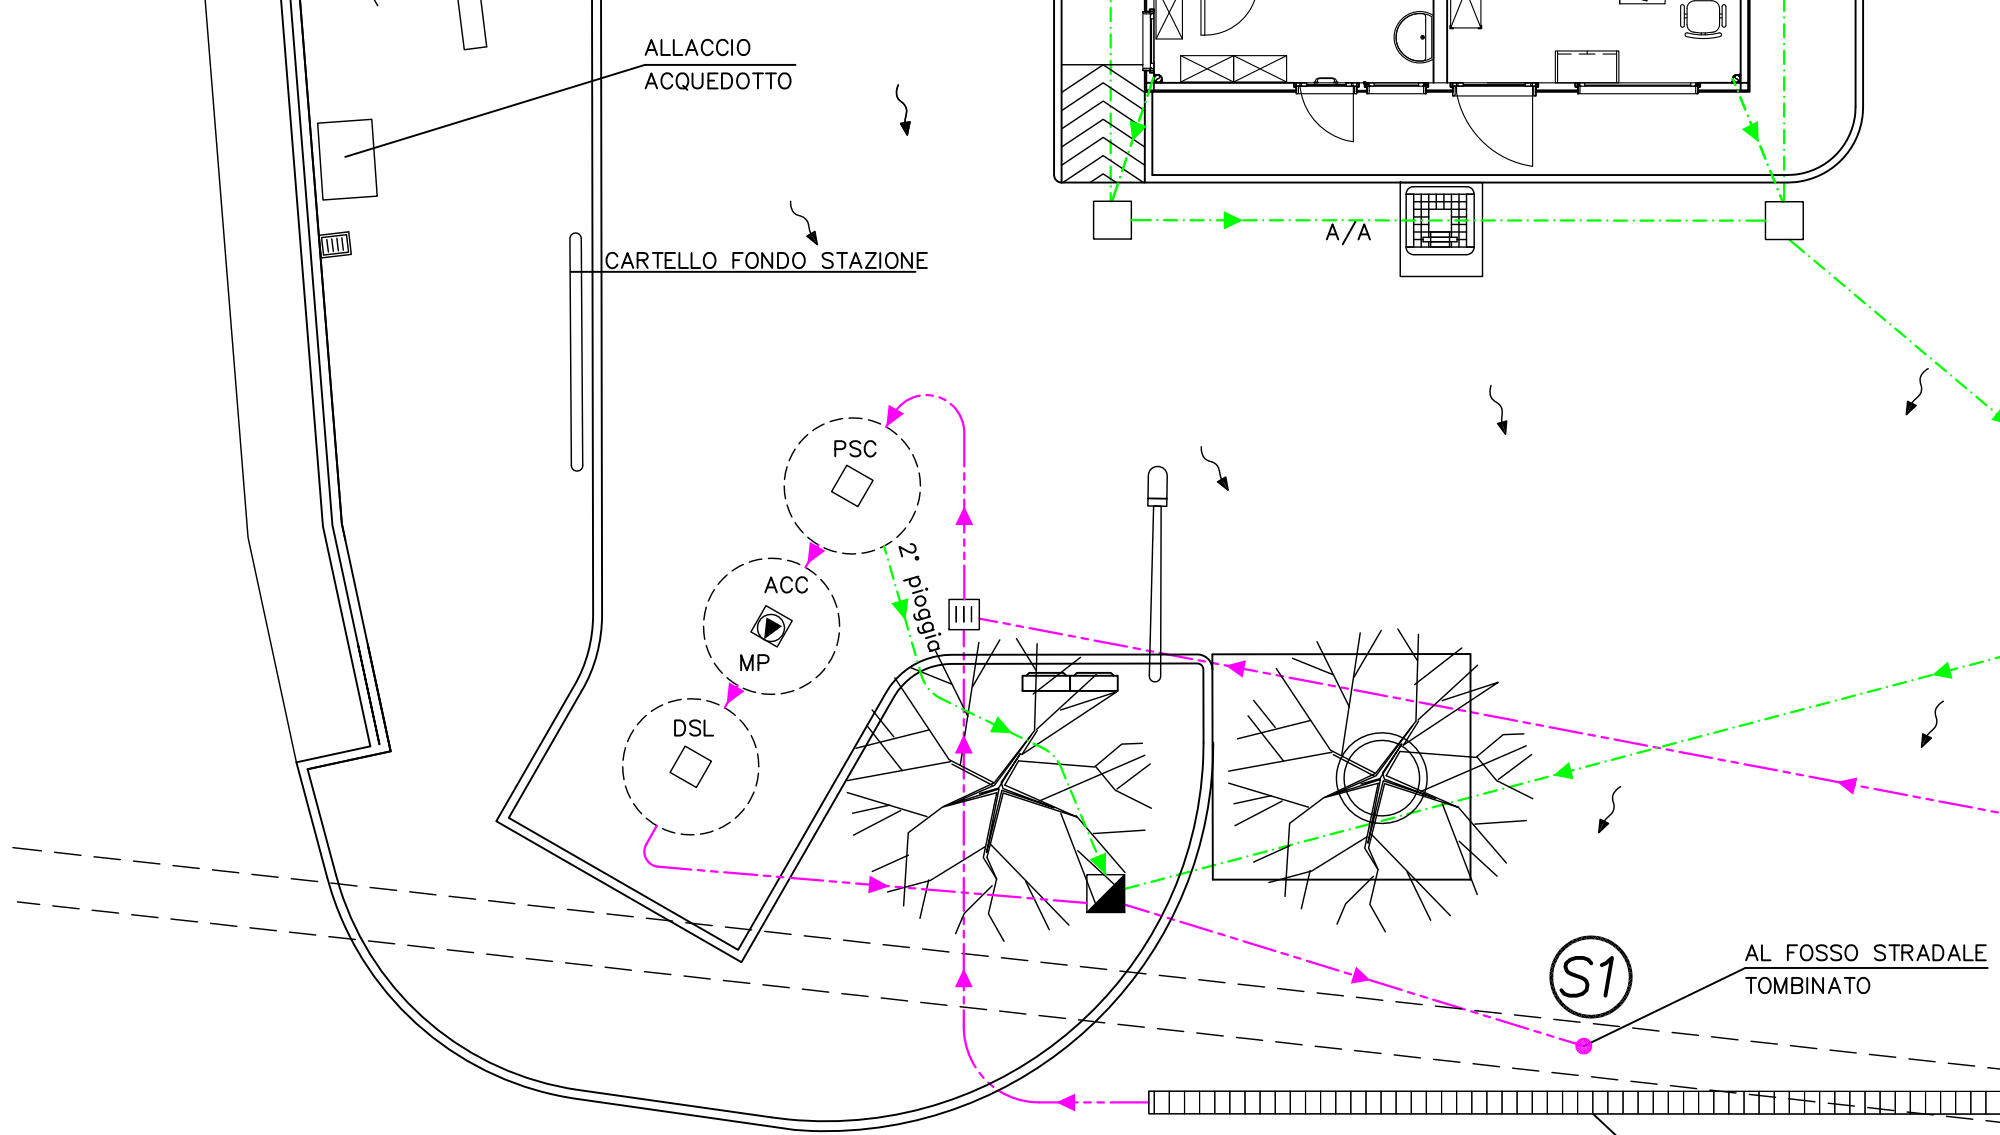 ALLACCIO
ACQUEDOTTO
CARTELLO FONDO STAZIONE
A/A
PSC
2° pioggia
ACC
MP
DSL
S1
AL FOSSO STRADALE
TOMBINATO